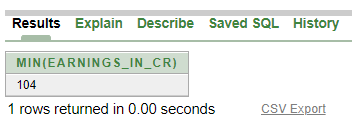 Results Explain Describe Saved SQL History
MIN(EARNINGS_IN_CR)
104
1 rows returned in 0.00 seconds CSV Export